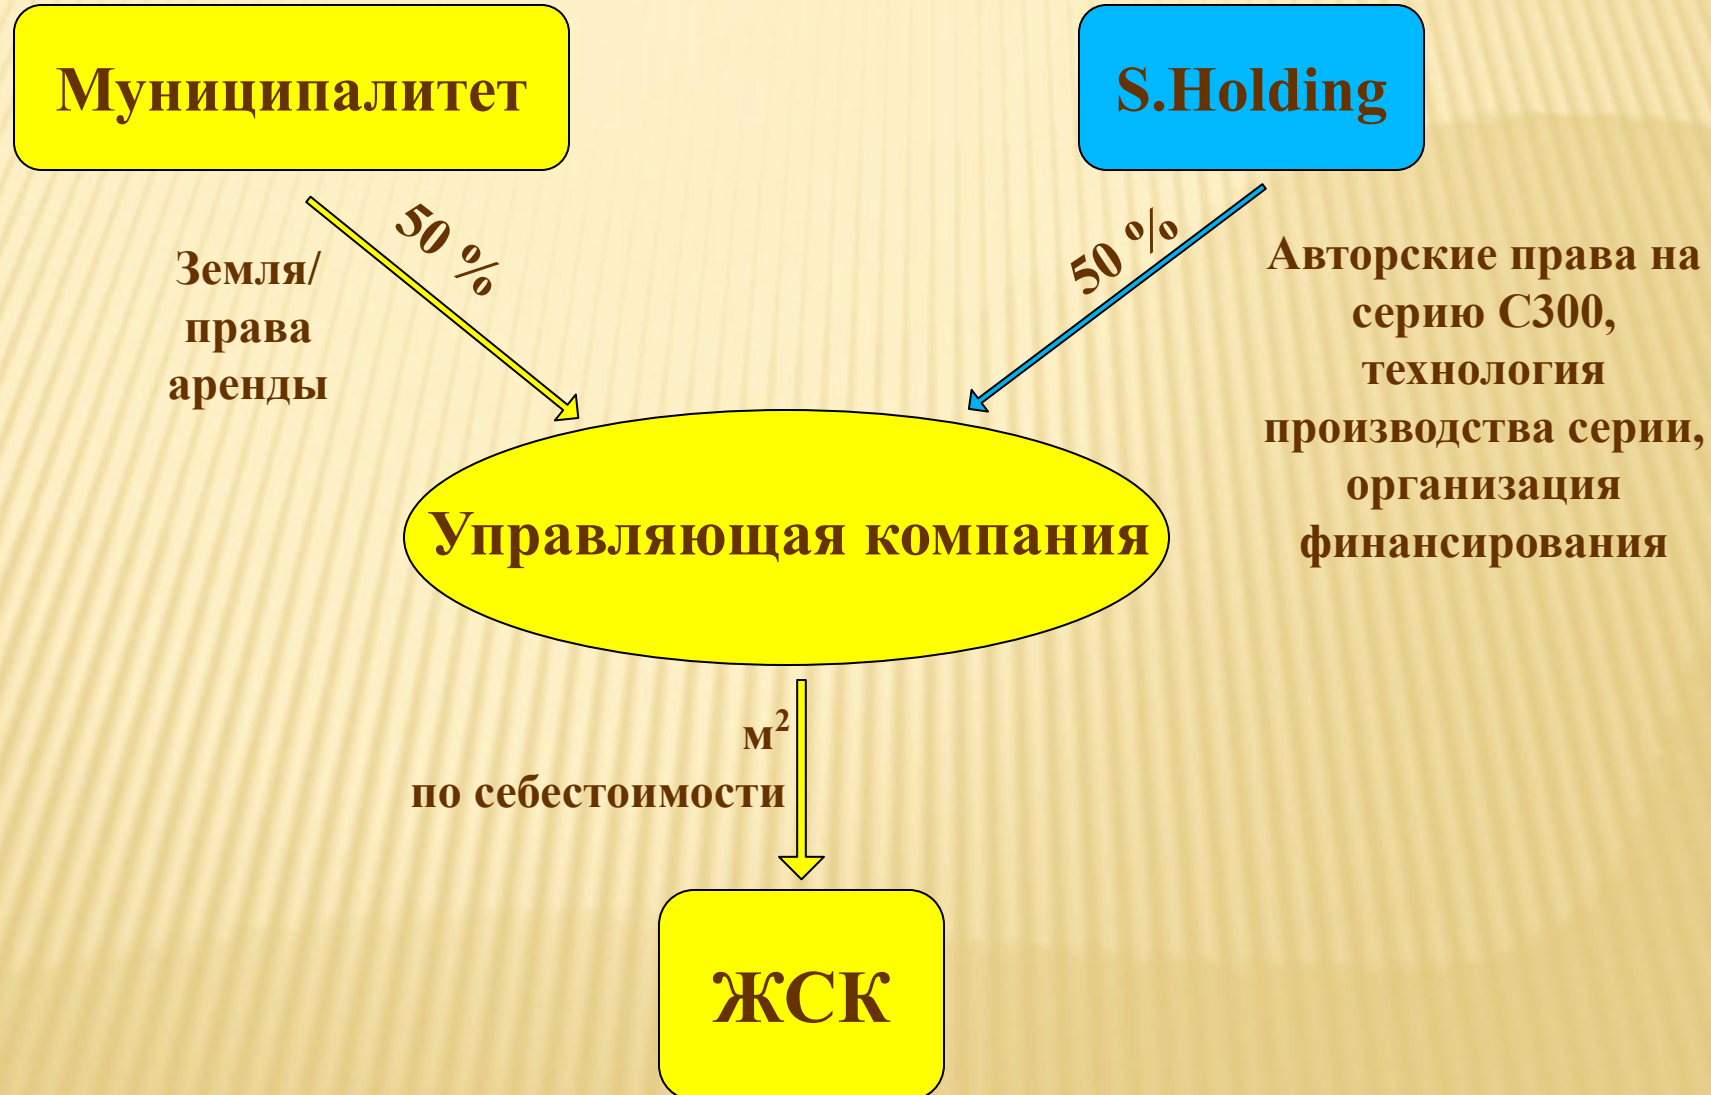 Муниципалитет
S.Holding
50 %
50 %
Земля/
права
аренды
Авторские права на
серию С300,
технология
производства серии,
организация
финансирования
Управляющая компания
м²
по себестоимости
ЖСК